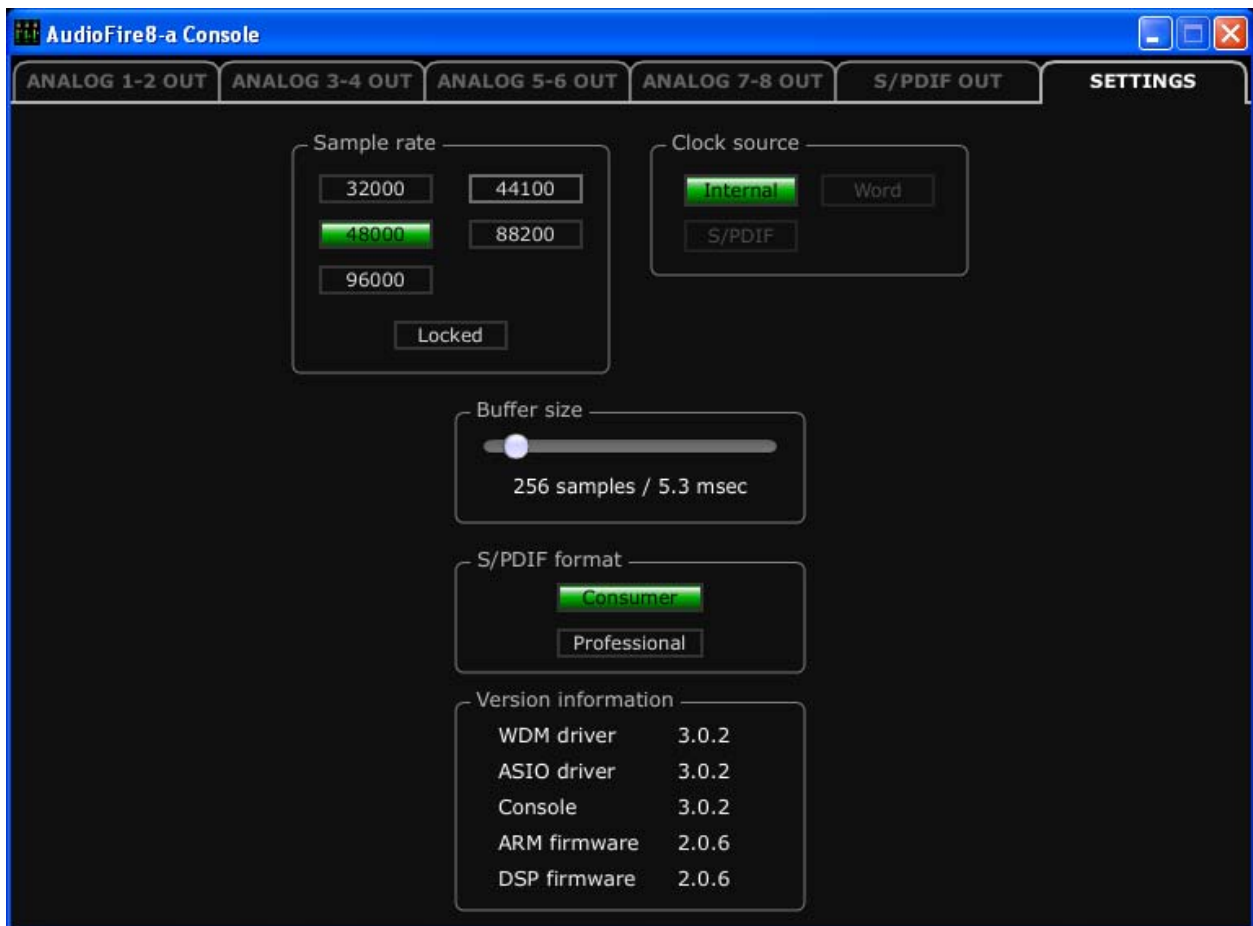 AudioFire8-a Console
ANALOG 1-2 OUT ANALOG 3-4 OUT ANALOG 5-6 OUT ANALOG 7-8 OUT S/PDIF OUT SETTINGS
Sample rate
32000 44100
48000 88200
96000
Locked
Clock source
Internal Word
S/PDIF
Buffer size
256 samples / 5.3 msec
S/PDIF format
Consumer
Professional
Version information
WDM driver 3.0.2
ASIO driver 3.0.2
Console 3.0.2
ARM firmware 2.0.6
DSP firmware 2.0.6